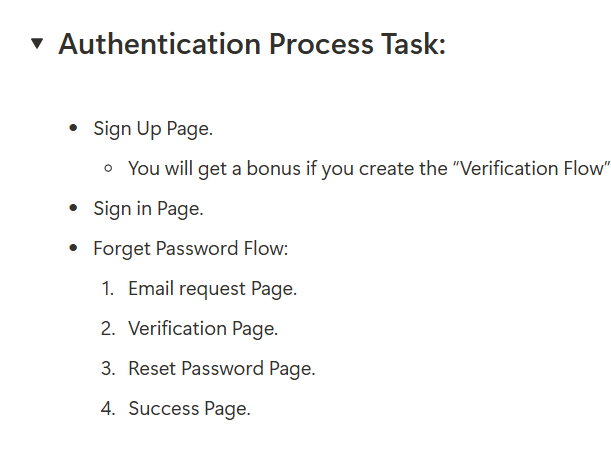 Authentication Process Task:
Sign Up Page.
You will get a bonus if you create the “Verification Flow”
Sign in Page.
Forget Password Flow:
1. Email request Page.
2. Verification Page.
3. Reset Password Page.
4. Success Page.